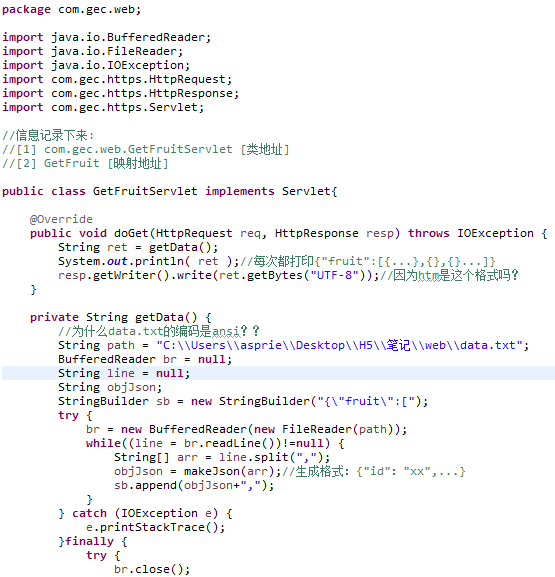 package com.gec.web;
import java.io.BufferedReader;
import java.io.FileReader;
import java.io.IOException;
import com.gec.https.HttpRequest;
import com.gec.https.HttpResponse;
import com.gec.https.Servlet;
//信息记录下来:
//[1] com.gec.web.GetFruitServlet [类地址]
//[2] GetFruit [映射地址]
public class GetFruitServlet implements Servlet{
@Override
public void doGet(HttpRequest req, HttpResponse resp) throws IOException {
String ret = getData();
System.out.println( ret );//每次都打印{"fruit":[{...},{},{}...]}
resp.getWriter().write(ret.getBytes("UTF-8"));//因为htm是这个格式吗?
}
private String getData() {
//为什么data.txt的编码是ansi? ?
String path = "C:\\Users\\asprie\\Desktop\\H5\\笔记\\web\\data.txt";
BufferedReader br = null;
String line = null;
String objJson;
StringBuilder sb = new StringBuilder("{\"fruit\":[");
try {
br = new BufferedReader(new FileReader(path));
while((line = br.readLine())!=null) {
String[] arr = line.split(",");
objJson = makeJson(arr);//生成格式: {"id": "xx",...}
sb.append(objJson+",");
}
} catch (IOException e) {
e.printStackTrace();
}finally {
try {
br.close();